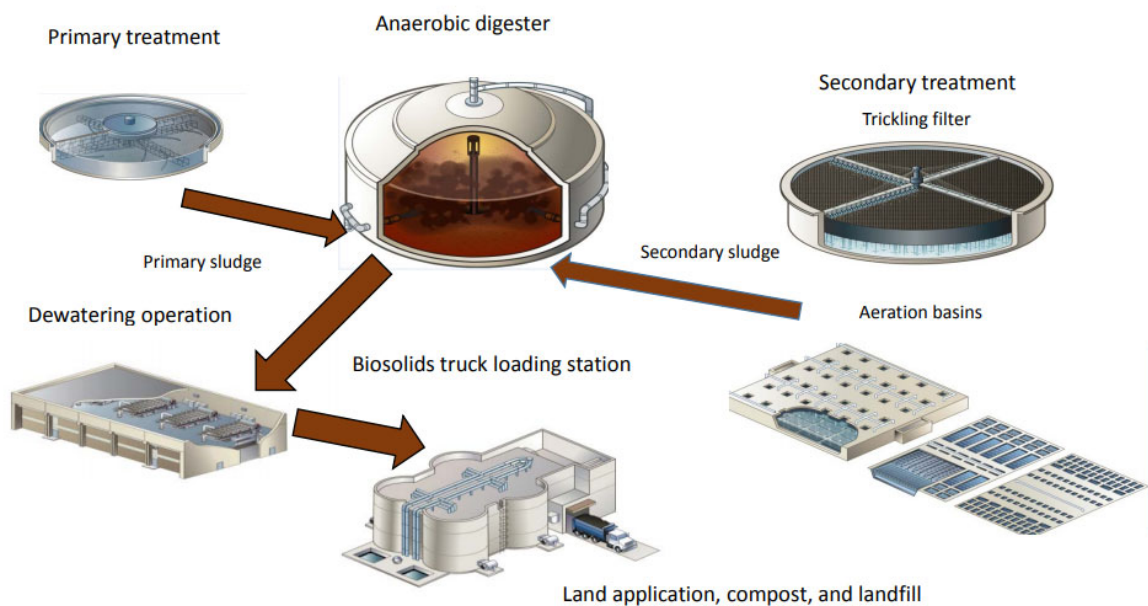 Primary treatment
Anaerobic digester
Secondary treatment
Trickling filter
Primary sludge
Secondary sludge
Dewatering operation
Aeration basins
Biosolids truck loading station
Land application, compost, and landfill